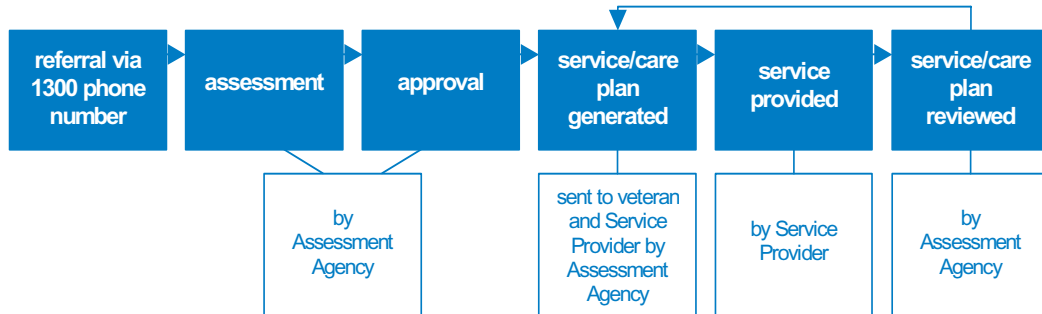 referral via
1300 phone
number
assessment
approval
service/care
plan
generated
service
provided
service/care
plan
reviewed
by
Assessment
Agency
sent to veteran
and Service
Provider by
Assessment
Agency
by Service
Provider
by
Assessment
Agency